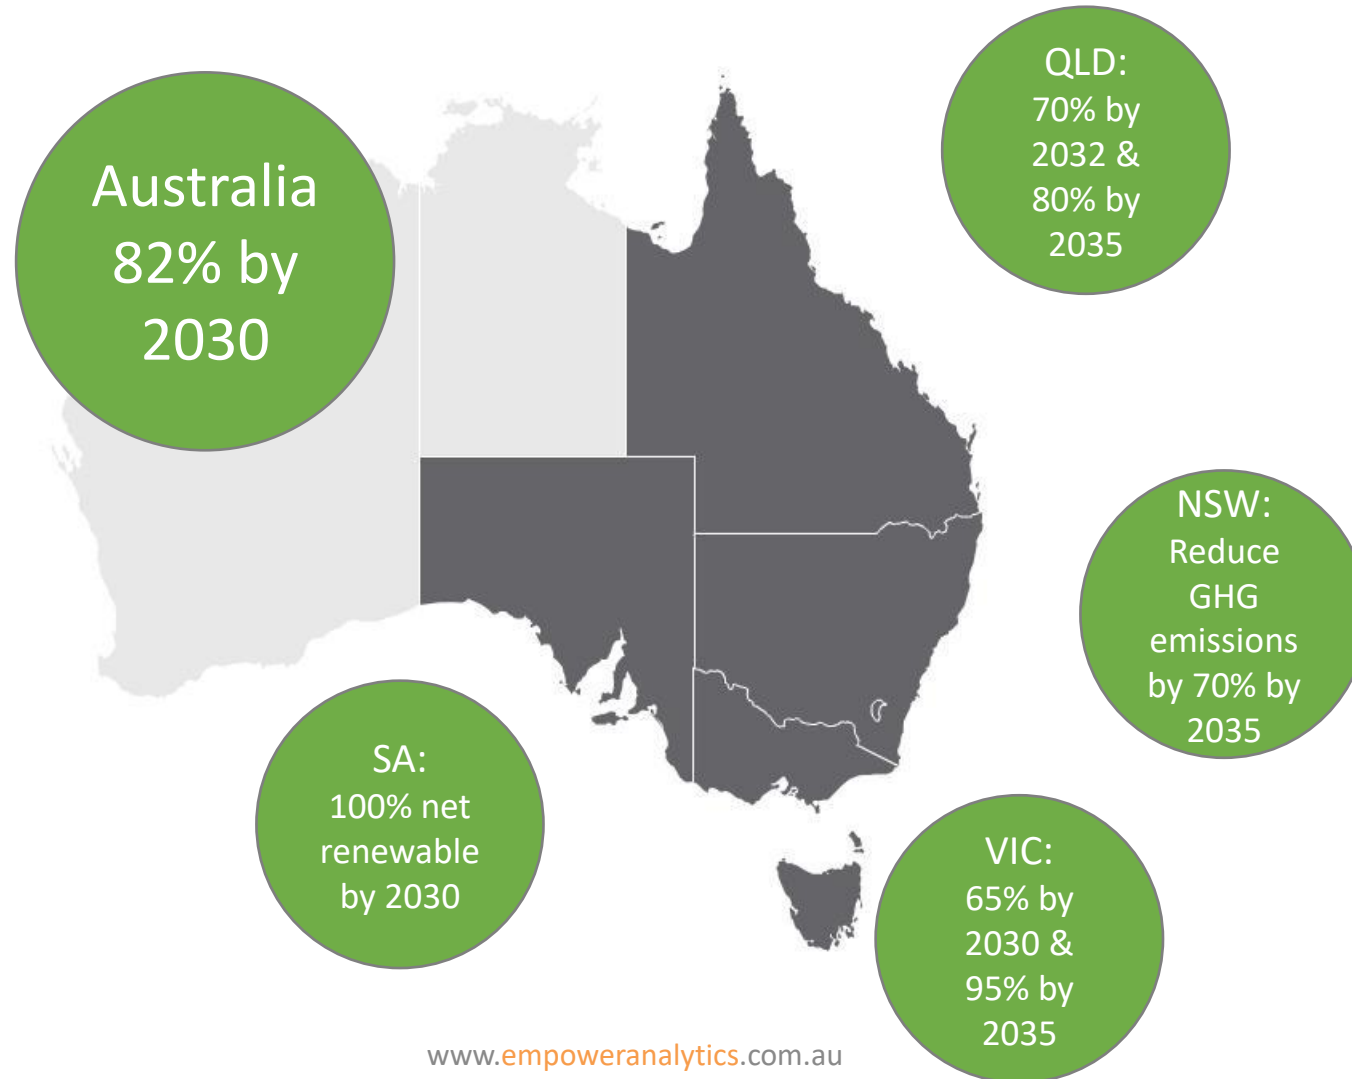 Australia
82% by
2030
QLD:
70% by
2032 &
80% by
2035
NSW:
Reduce
GHG
emissions
by 70% by
2035
SA:
100% net
renewable
by 2030
VIC:
65% by
2030 &
95% by
2035
www.empoweranalytics.com.au